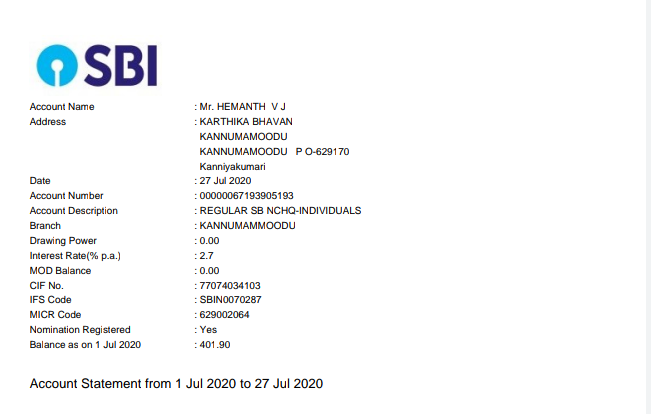 SBI
Account Name : Mr. HEMANTH V J
Address : KARTHIKA BHAVAN
KANNUMAMOODU
KANNUMAMOODU P O-629170
Kanniyakumari
Date : 27 Jul 2020
Account Number : 00000067193905193
Account Description : REGULAR SB NCHQ-INDIVIDUALS
Branch : KANNUMAMMOODU
Drawing Power : 0.00
Interest Rate(% p.a.) : 2.7
MOD Balance : 0.00
CIF No. : 77074034103
IFS Code : SBIN0070287
MICR Code : 629002064
Nomination Registered : Yes
Balance as on 1 Jul 2020 : 401.90
Account Statement from 1 Jul 2020 to 27 Jul 2020